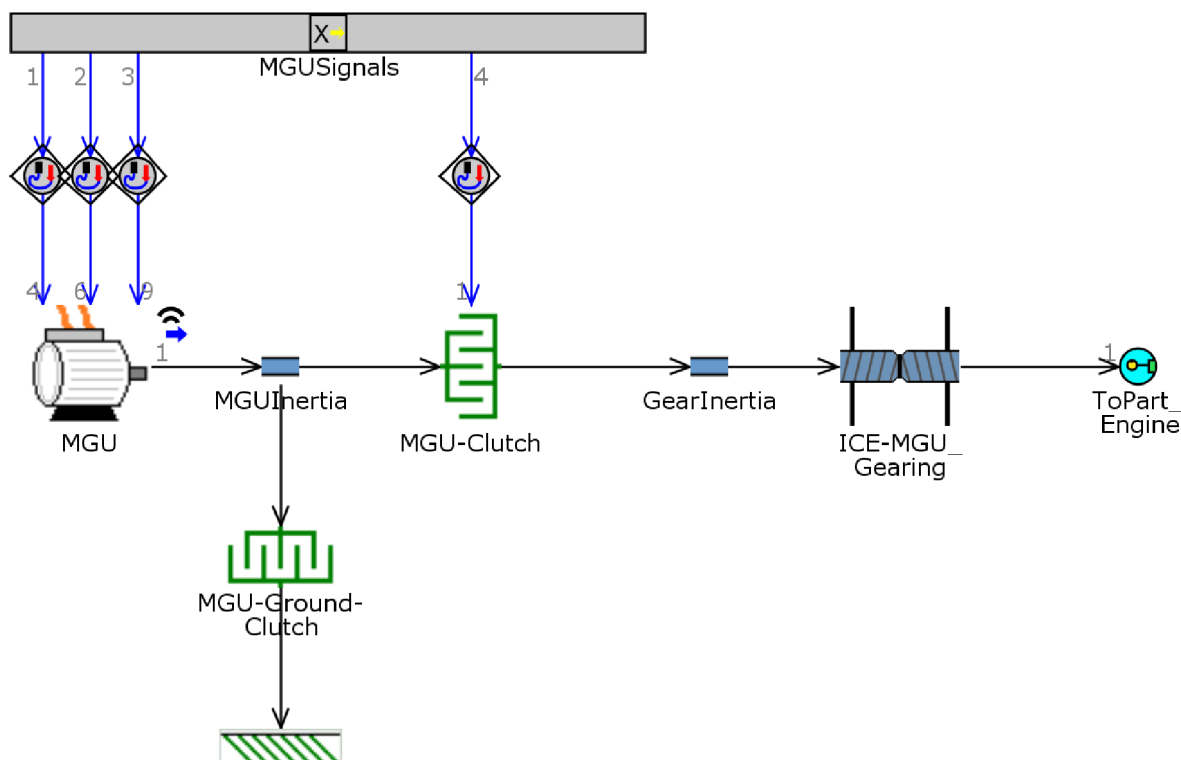 X
MGUSignals
1 2 3 4
4 6 9 1
1 1
MGU
MGUInertia
MGU-Clutch
GearInertia
ICE-MGU_
Gearing
ToPart_
Engine
MGU-Ground-
Clutch